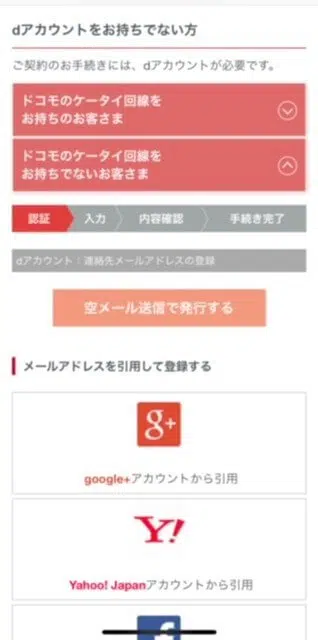 dアカウントをお持ちでない方
ご契約のお手続きには、dアカウントが必要です。
ドコモのケータイ回線を
お持ちのお客さま
ドコモのケータイ回線を
お持ちでないお客さま
認証 入力 内容確認 手続き完了
dアカウント：連絡先メールアドレスの登録
空メール送信で発行する
メールアドレスを引用して登録する
g+
google+アカウントから引用
Y!
Yahoo! Japanアカウントから引用
f